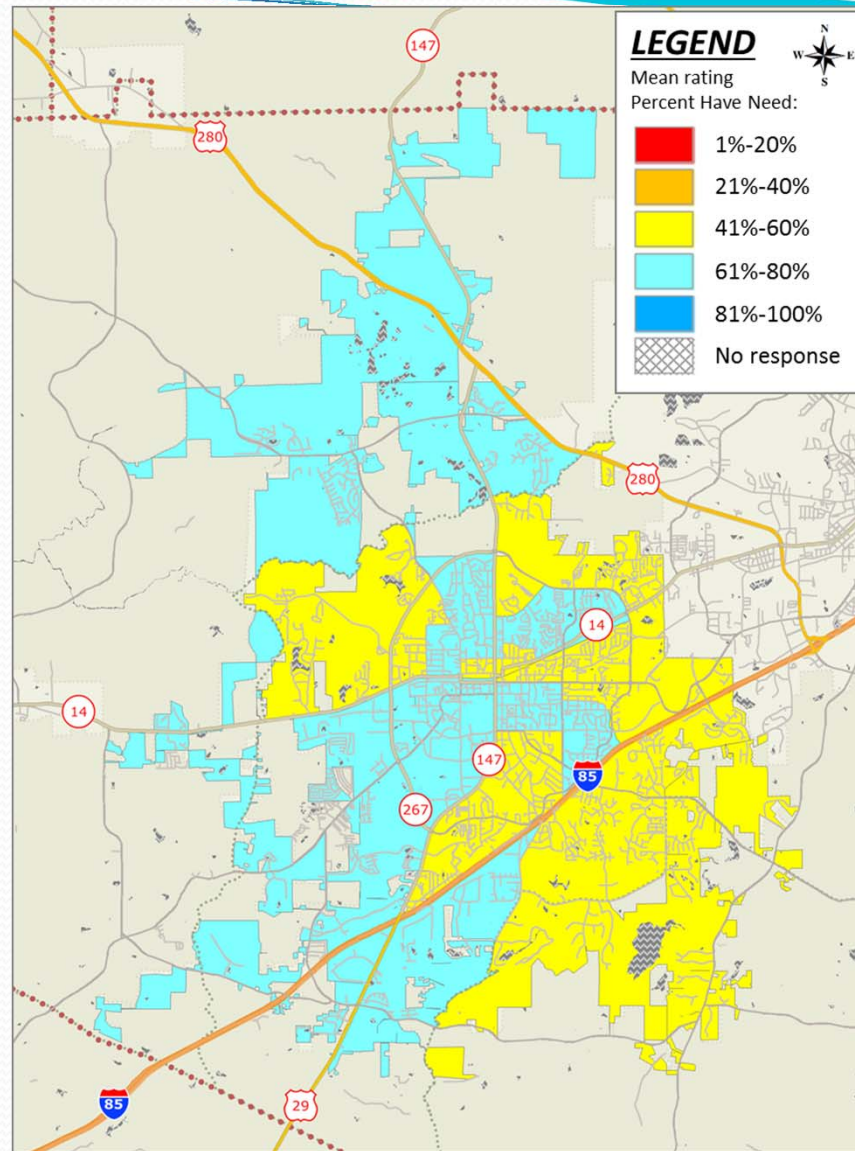 147
LEGEND
N
W E
S
Mean rating
Percent Have Need:
1%-20%
21%-40%
41%-60%
61%-80%
81%-100%
No response
280
280
14
14
147
85
267
85
29